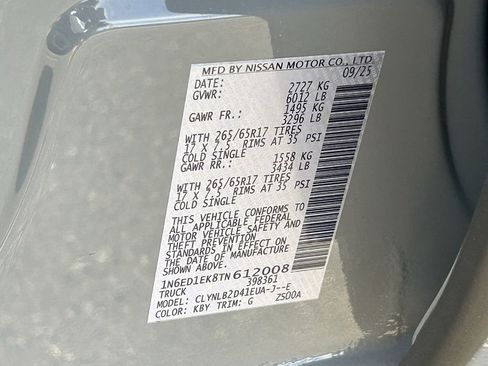 MFD BY NISSAN MOTOR CO., LTD.
DATE: 09/25
GVWR: 2727 KG
6012 LB
GAWR FR.: 1495 KG
3296 LB
WITH 265/65R17 TIRES
17 X 7.5 RIMS AT 35 PSI
COLD SINGLE
GAWR RR.: 1558 KG
3434 LB
WITH 265/65R17 TIRES
17 X 7.5 RIMS AT 35 PSI
COLD SINGLE
THIS VEHICLE CONFORMS TO
ALL APPLICABLE FEDERAL
MOTOR VEHICLE SAFETY AND
THEFT PREVENTION
STANDARDS IN EFFECT ON
THE DATE OF MANUFACTURE
SHOWN ABOVE.
1N6ED1EK8TN612008
TRUCK 398361
MODEL: CLYNLB2D41EUA-J--E
COLOR: KBY TRIM: G ZS00A